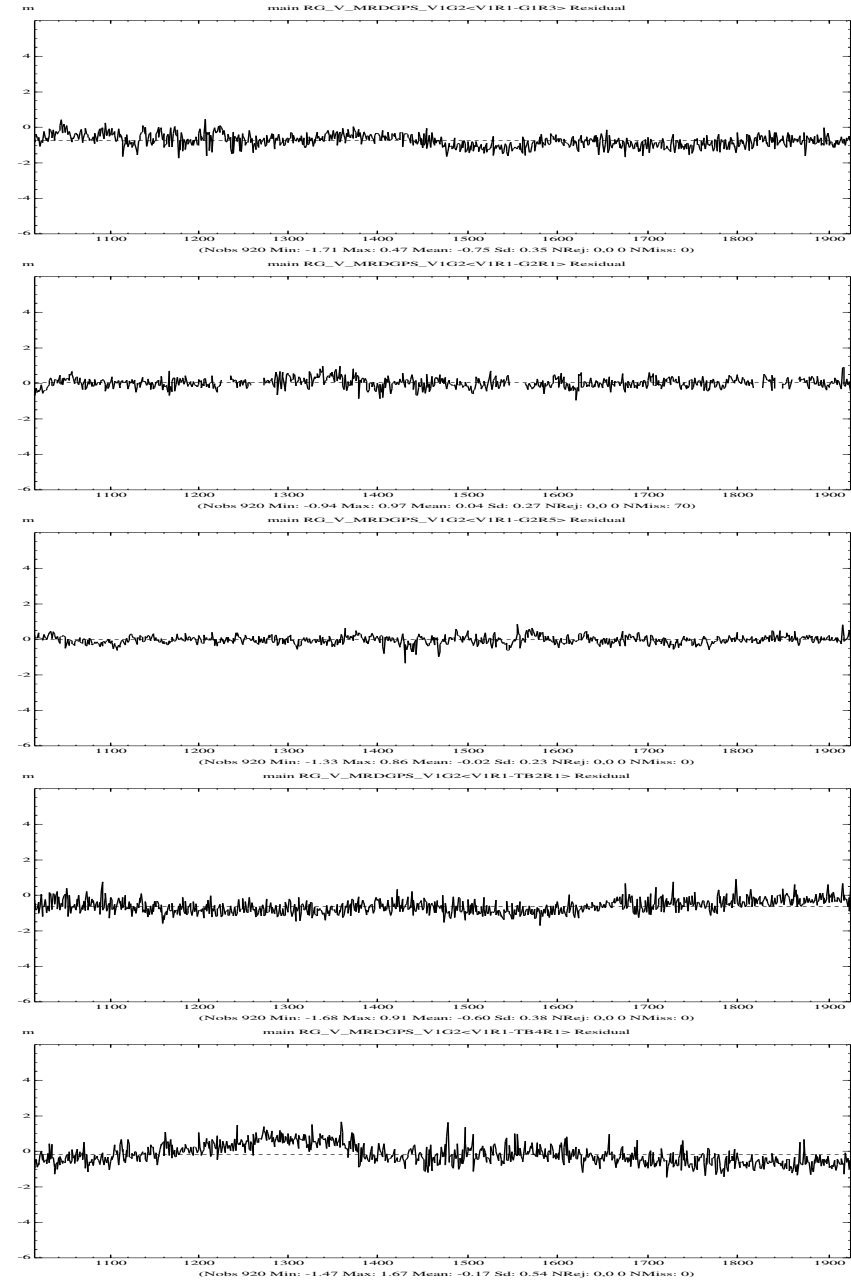 m main RG_V_MRDGPS_V1G2<V1R1-G1R3> Residual
4
2
0
-2
-4
-6
1100 1200 1300 1400 1500 1600 1700 1800 1900
(Nobs 920 Min: -1.71 Max: 0.47 Mean: -0.75 Sd: 0.35 NRej: 0,0 0 NMiss: 0)
m main RG_V_MRDGPS_V1G2<V1R1-G2R1> Residual
4
2
0
-2
-4
-6
1100 1200 1300 1400 1500 1600 1700 1800 1900
(Nobs 920 Min: -0.94 Max: 0.97 Mean: 0.04 Sd: 0.27 NRej: 0,0 0 NMiss: 70)
m main RG_V_MRDGPS_V1G2<V1R1-G2R5> Residual
4
2
0
-2
-4
-6
1100 1200 1300 1400 1500 1600 1700 1800 1900
(Nobs 920 Min: -1.33 Max: 0.86 Mean: -0.02 Sd: 0.23 NRej: 0,0 0 NMiss: 0)
m main RG_V_MRDGPS_V1G2<V1R1-TB2R1> Residual
4
2
0
-2
-4
-6
1100 1200 1300 1400 1500 1600 1700 1800 1900
(Nobs 920 Min: -1.68 Max: 0.91 Mean: -0.60 Sd: 0.38 NRej: 0,0 0 NMiss: 0)
m main RG_V_MRDGPS_V1G2<V1R1-TB4R1> Residual
4
2
0
-2
-4
-6
1100 1200 1300 1400 1500 1600 1700 1800 1900
(Nobs 920 Min: -1.47 Max: 1.67 Mean: -0.17 Sd: 0.54 NRej: 0,0 0 NMiss: 0)